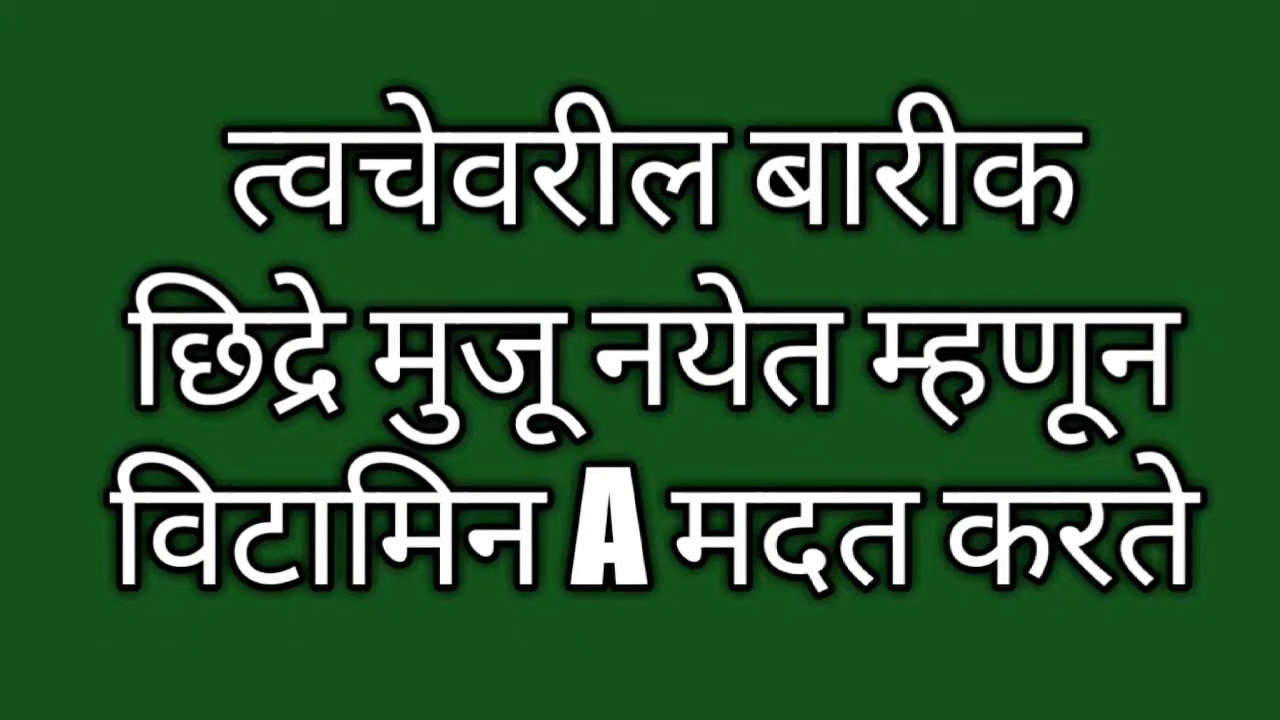 त्वचेवरील बारीक
छिद्रे मुजू नयेत म्हणून
विटामिन A मदत करते